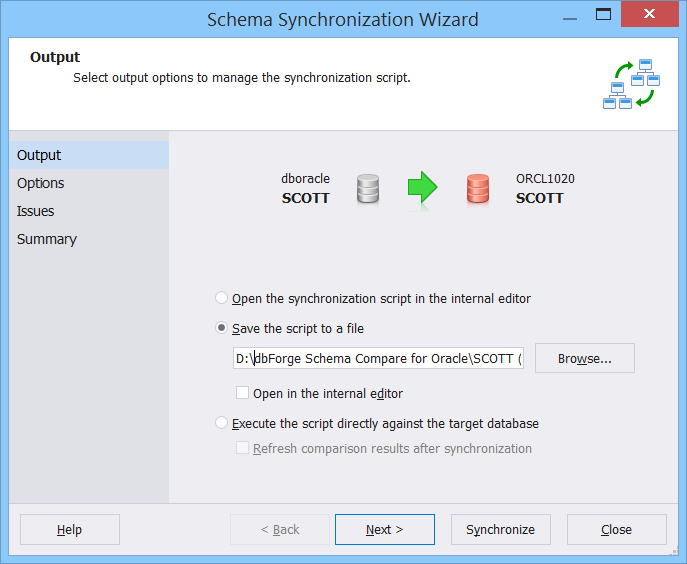 Schema Synchronization Wizard
Output
Select output options to manage the synchronization script.
Output
Options
Issues
Summary
dboracle
SCOTT
ORCL1020
SCOTT
Open the synchronization script in the internal editor
Save the script to a file
D:\dbForge Schema Compare for Oracle\SCOTT (
Browse...
Open in the internal editor
Execute the script directly against the target database
Refresh comparison results after synchronization
Help
< Back
Next >
Synchronize
Close